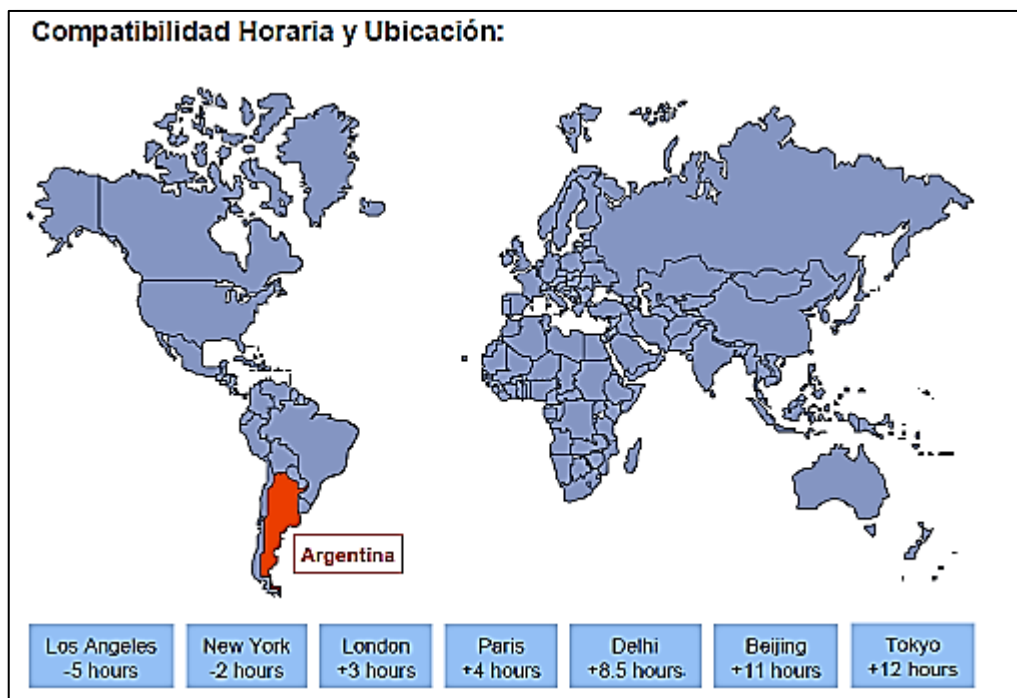 Compatibilidad Horaria y Ubicación:
Argentina
Los Angeles
-5 hours
New York
-2 hours
London
+3 hours
Paris
+4 hours
Delhi
+8.5 hours
Beijing
+11 hours
Tokyo
+12 hours